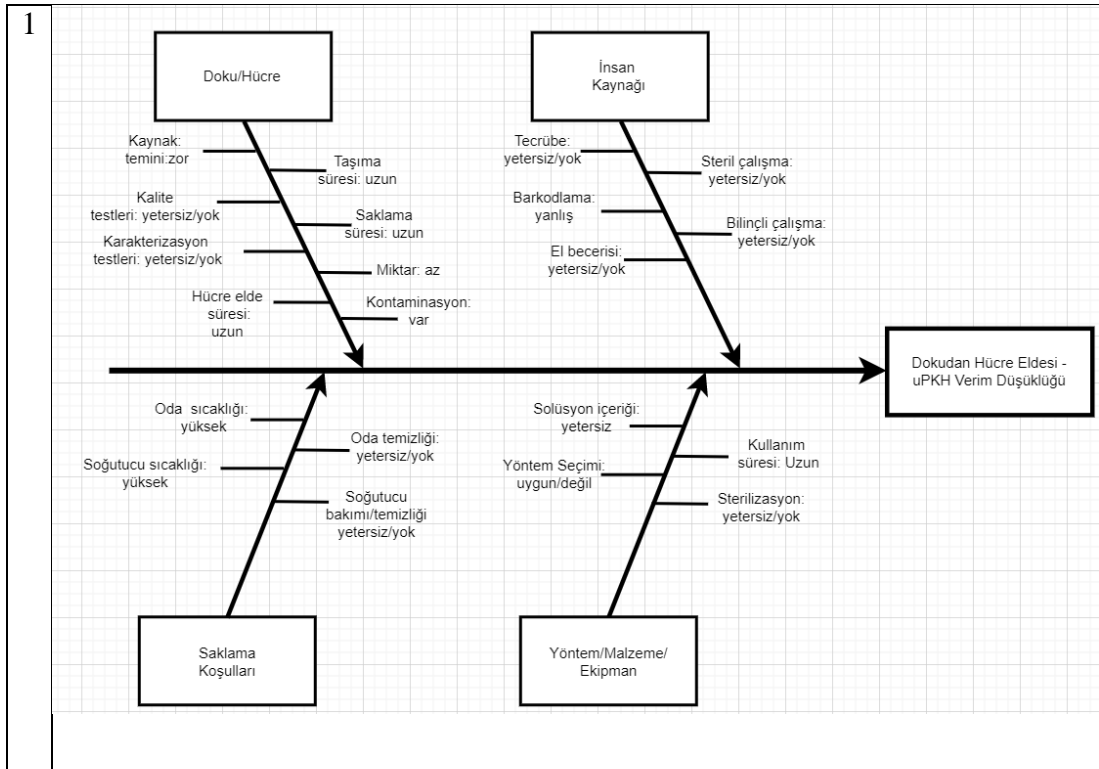 1
Doku/Hücre
İnsan
Kaynağı
Kaynak:
temini:zor
Taşıma
süresi: uzun
Kalite
testleri: yetersiz/yok
Saklama
süresi: uzun
Karakterizasyon
testleri: yetersiz/yok
Miktar: az
Hücre elde
süresi:
uzun
Kontaminasyon:
var
Tecrübe:
yetersiz/yok
Steril çalışma:
yetersiz/yok
Barkodlama:
yanlış
Bilinçli çalışma:
yetersiz/yok
El becerisi:
yetersiz/yok
Dokudan Hücre Eldesi -
uPKH Verim Düşüklüğü
Oda sıcaklığı:
yüksek
Oda temizliği:
yetersiz/yok
Soğutucu sıcaklığı:
yüksek
Soğutucu
bakımı/temizliği
yetersiz/yok
Solüsyon içeriği:
yetersiz
Kullanım
süresi: Uzun
Yöntem Seçimi:
uygun/değil
Sterilizasyon:
yetersiz/yok
Saklama
Koşulları
Yöntem/Malzeme/
Ekipman